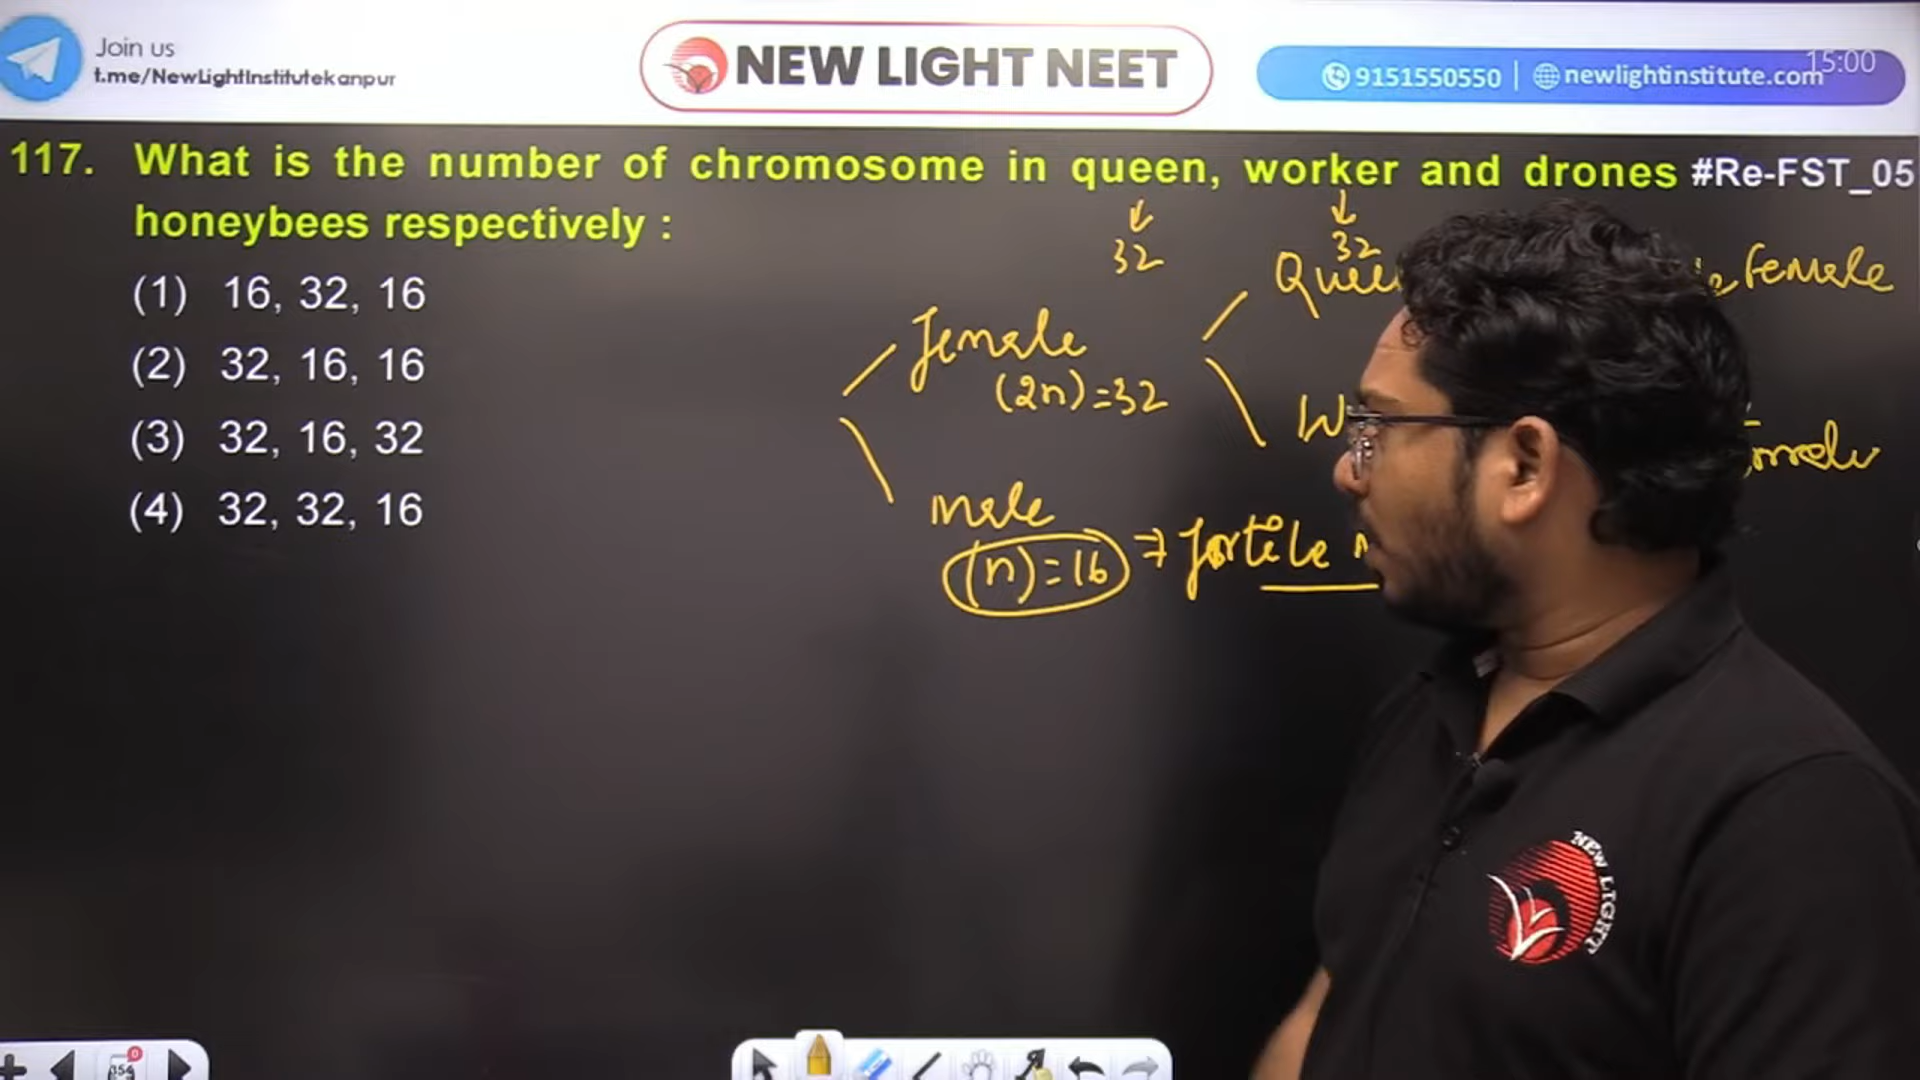 Join us
t.me/NewLightInstitutekanpur
NEW LIGHT NEET
9151550550 | newlightinstitute.com
15:00
117. What is the number of chromosome in queen, worker and drones #Re-FST_05
honeybees respectively :
32
32
(1) 16, 32, 16
(2) 32, 16, 16
(3) 32, 16, 32
(4) 32, 32, 16
female
(2n)=32
Female
male
(n)=16 ⇒ fertile
NEW LIGHT